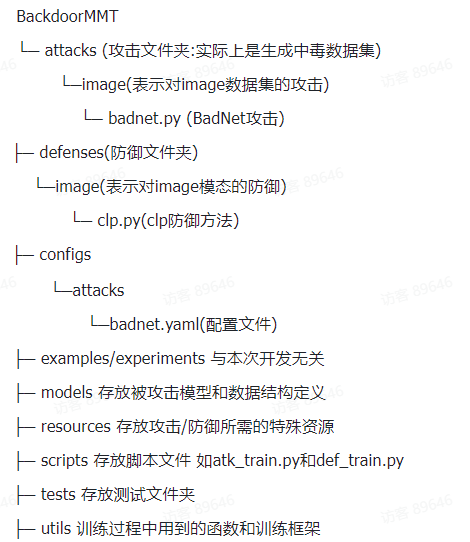 BackdoorMMT
└─ attacks (攻击文件夹:实际上是生成中毒数据集)
└─image(表示对image数据集的攻击)
└─ badnet.py (BadNet攻击)
├─ defenses(防御文件夹)
└─image(表示对image模态的防御)
└─ clp.py(clp防御方法)
├─ configs
└─attacks
└─badnet.yaml(配置文件)
├─ examples/experiments 与本次开发无关
├─ models 存放被攻击模型和数据结构定义
├─ resources 存放攻击/防御所需的特殊资源
├─ scripts 存放脚本文件 如atk_train.py和def_train.py
├─ tests 存放测试文件夹
├─ utils 训练过程中用到的函数和训练框架
访客 89646